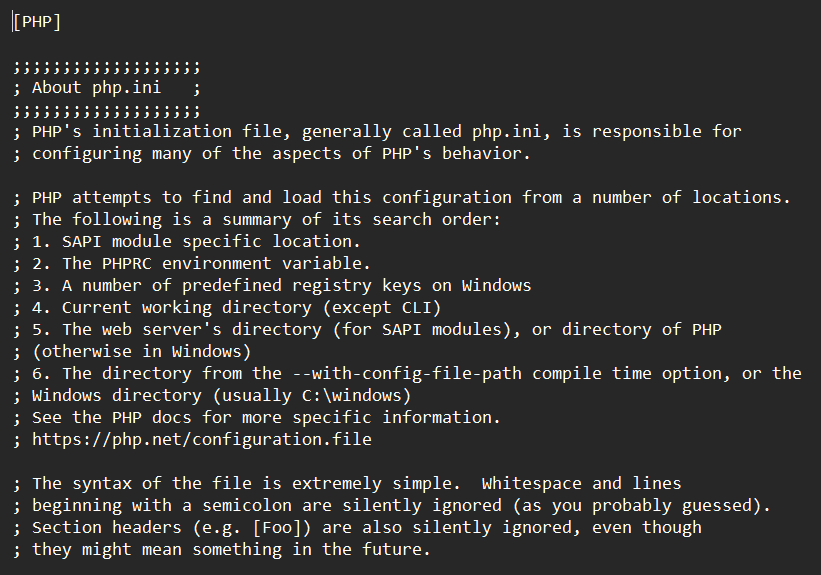 [PHP]
;;;;;;;;;;;;;;;;;;;
; About php.ini   ;
;;;;;;;;;;;;;;;;;;;
; PHP's initialization file, generally called php.ini, is responsible for
; configuring many of the aspects of PHP's behavior.
; PHP attempts to find and load this configuration from a number of locations.
; The following is a summary of its search order:
; 1. SAPI module specific location.
; 2. The PHPRC environment variable.
; 3. A number of predefined registry keys on Windows
; 4. Current working directory (except CLI)
; 5. The web server's directory (for SAPI modules), or directory of PHP
; (otherwise in Windows)
; 6. The directory from the --with-config-file-path compile time option, or the
; Windows directory (usually C:\windows)
; See the PHP docs for more specific information.
; https://php.net/configuration.file
; The syntax of the file is extremely simple.  Whitespace and lines
; beginning with a semicolon are silently ignored (as you probably guessed).
; Section headers (e.g. [Foo]) are also silently ignored, even though
; they might mean something in the future.